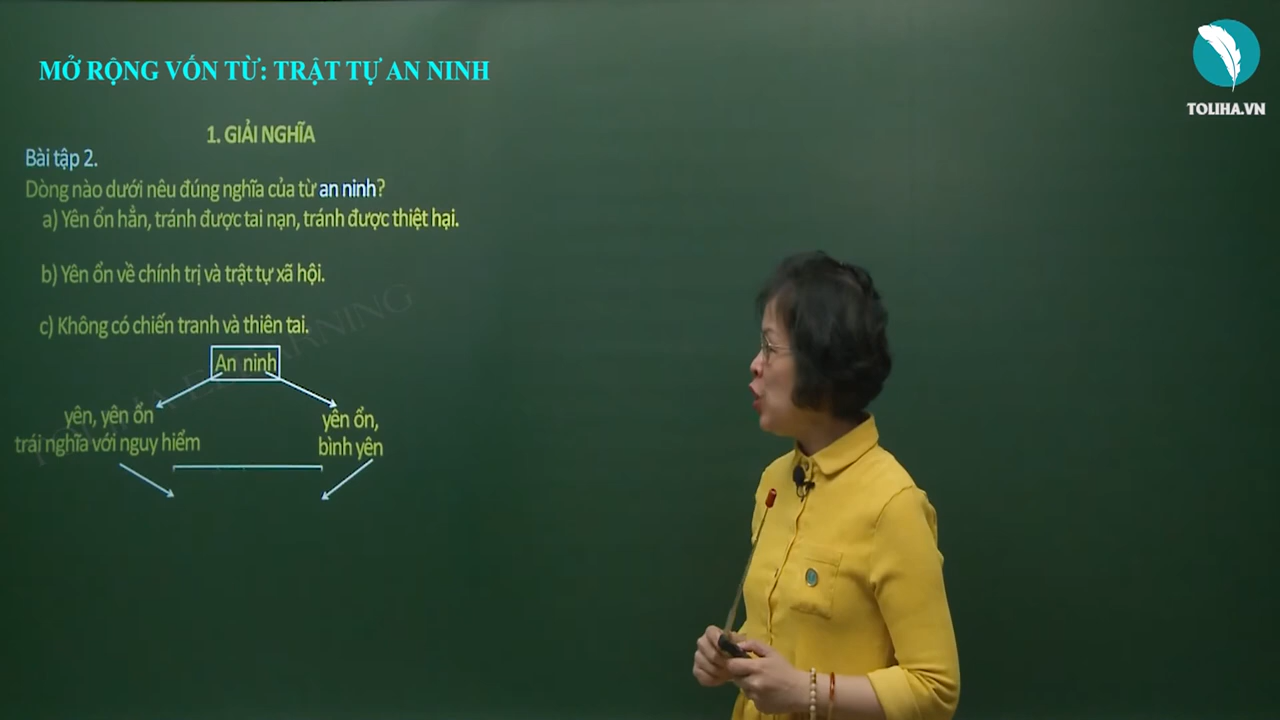 MỞ RỘNG VỐN TỪ: TRẬT TỰ AN NINH
TOLIHA.VN
1. GIẢI NGHĨA
Bài tập 2.
Dòng nào dưới nêu đúng nghĩa của từ an ninh?
a) Yên ổn hẳn, tránh được tai nạn, tránh được thiệt hại.
b) Yên ổn về chính trị và trật tự xã hội.
c) Không có chiến tranh và thiên tai.
An ninh
yên, yên ổn
trái nghĩa với nguy hiểm
yên ổn,
bình yên